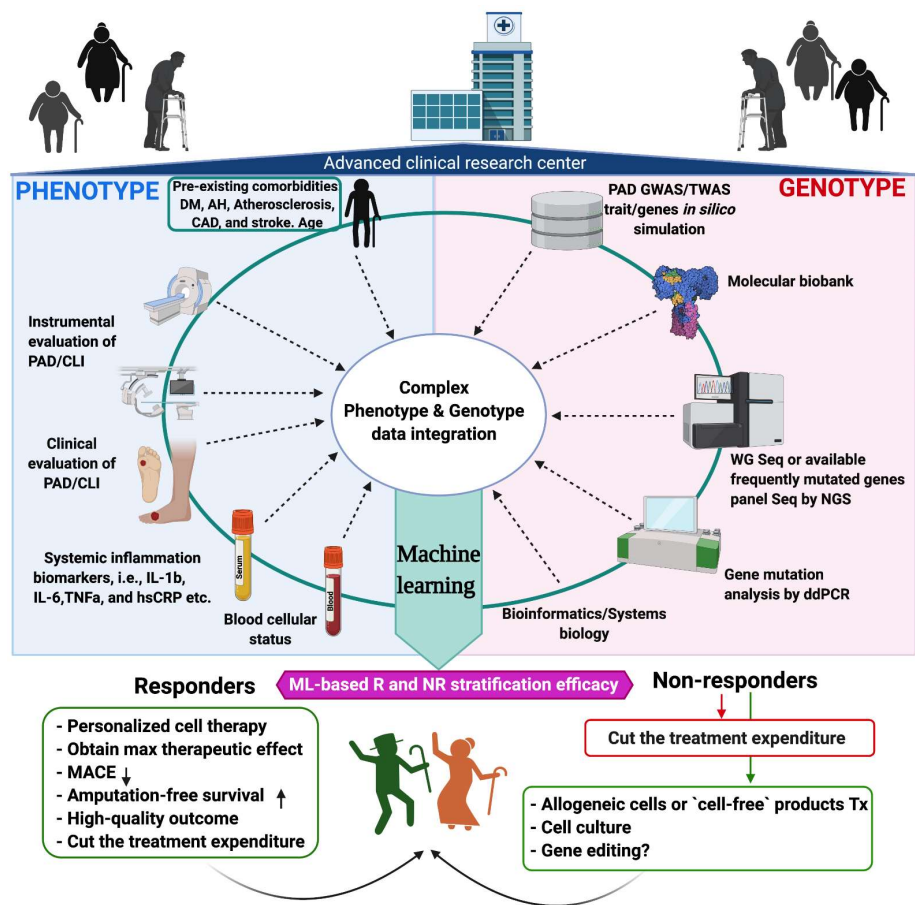 Advanced clinical research center
PHENOTYPE
GENOTYPE
Pre-existing comorbidities
DM, AH, Atherosclerosis,
CAD, and stroke. Age
PAD GWAS/TWAS
trait/genes in silico
simulation
Molecular biobank
Instrumental
evaluation of
PAD/CLI
Complex
Phenotype & Genotype
data integration
Clinical
evaluation of
PAD/CLI
WG Seq or available
frequently mutated genes
panel Seq by NGS
Systemic inflammation
biomarkers, i.e., IL-1b,
IL-6,TNFa, and hsCRP etc.
Serum
Blood
Blood cellular
status
Machine
learning
Gene mutation
analysis by ddPCR
Bioinformatics/Systems
biology
ML-based R and NR stratification efficacy
Responders
- Personalized cell therapy
- Obtain max therapeutic effect
- MACE ↓
- Amputation-free survival ↑
- High-quality outcome
- Cut the treatment expenditure
Non-responders
Cut the treatment expenditure
- Allogeneic cells or `cell-free` products Tx
- Cell culture
- Gene editing?